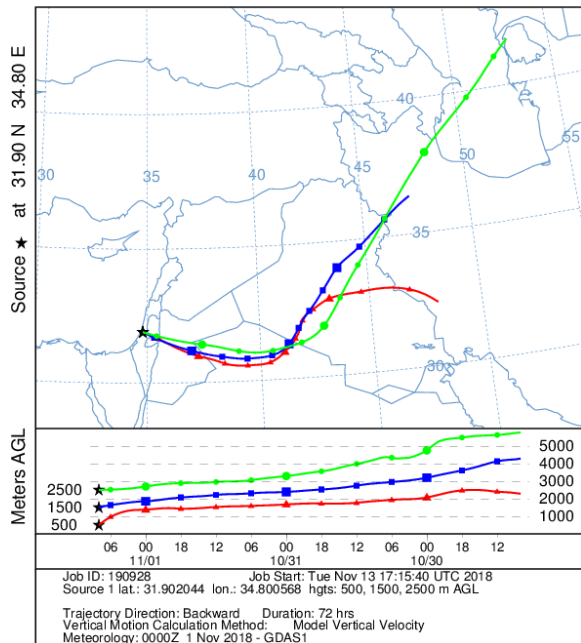 Source ★ at 31.90 N 34.80 E
30
35
40
45
40
50
55
35
30
Meters AGL
2500
1500
500
5000
4000
3000
2000
1000
06 00 18 12 06 00 18 12 06 00 18 12
11/01 10/31 10/30
Job ID: 190928 Job Start: Tue Nov 13 17:15:40 UTC 2018
Source 1 lat.: 31.902044 lon.: 34.800568 hgts: 500, 1500, 2500 m AGL
Trajectory Direction: Backward Duration: 72 hrs
Vertical Motion Calculation Method: Model Vertical Velocity
Meteorology: 0000Z 1 Nov 2018 - GDAS1